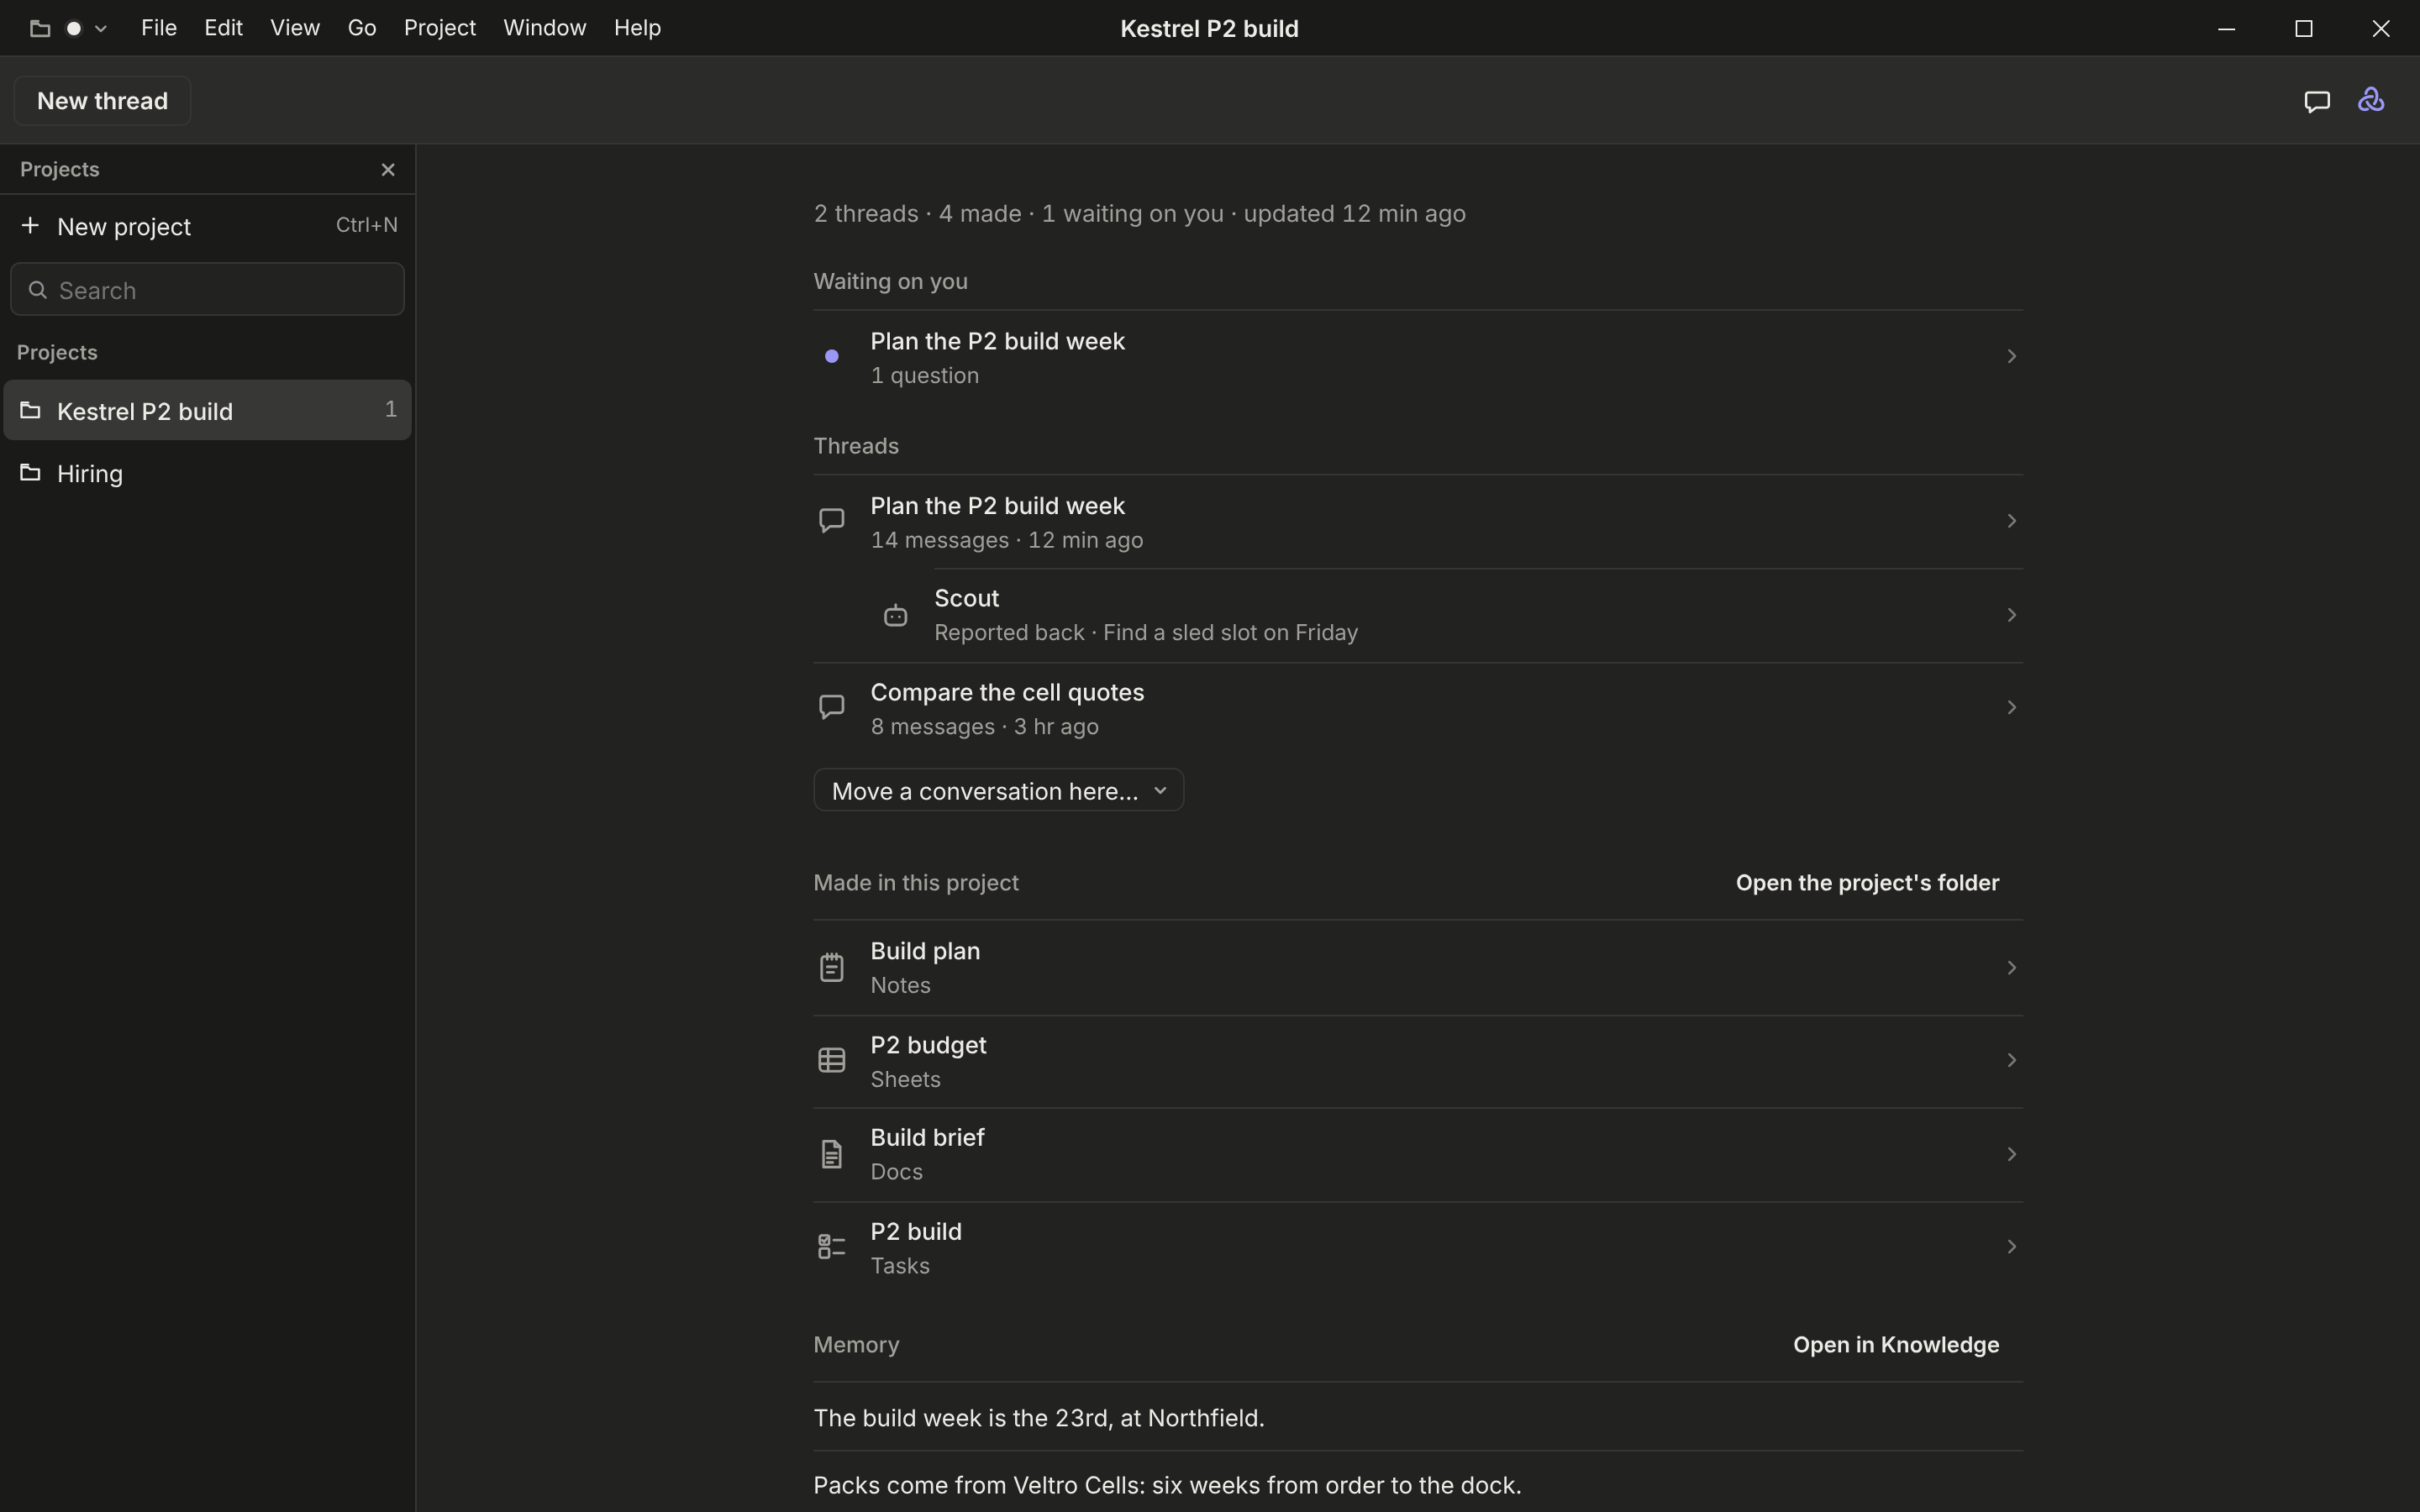 File Edit View Go Project Window Help
Kestrel P2 build
New thread
Projects
New project Ctrl+N
Search
Projects
Kestrel P2 build 1
Hiring
2 threads · 4 made · 1 waiting on you · updated 12 min ago
Waiting on you
Plan the P2 build week
1 question
Threads
Plan the P2 build week
14 messages · 12 min ago
Scout
Reported back · Find a sled slot on Friday
Compare the cell quotes
8 messages · 3 hr ago
Move a conversation here...
Made in this project Open the project's folder
Build plan
Notes
P2 budget
Sheets
Build brief
Docs
P2 build
Tasks
Memory Open in Knowledge
The build week is the 23rd, at Northfield.
Packs come from Veltro Cells: six weeks from order to the dock.